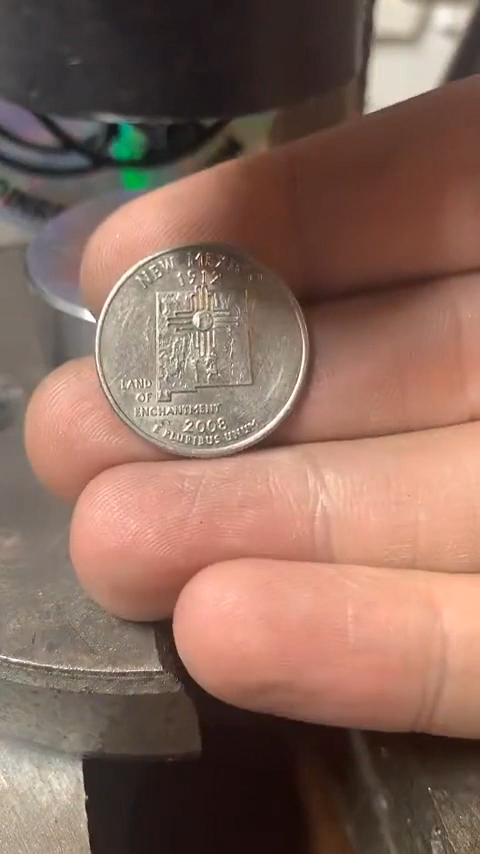 NEW MEXICO
1912
LAND
OF
ENCHANTMENT
2008
E PLURIBUS UNUM